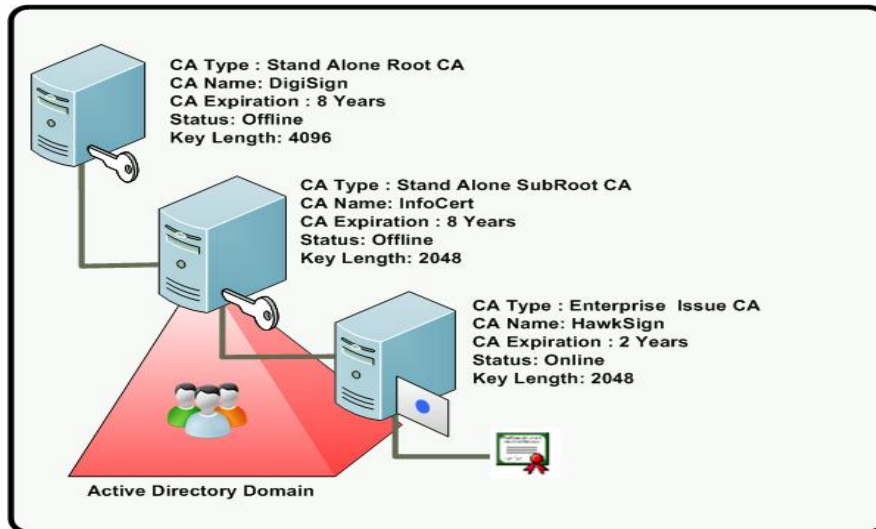 CA Type : Stand Alone Root CA
CA Name: DigiSign
CA Expiration : 8 Years
Status: Offline
Key Length: 4096
CA Type : Stand Alone SubRoot CA
CA Name: InfoCert
CA Expiration : 8 Years
Status: Offline
Key Length: 2048
CA Type : Enterprise Issue CA
CA Name: HawkSign
CA Expiration : 2 Years
Status: Online
Key Length: 2048
Active Directory Domain